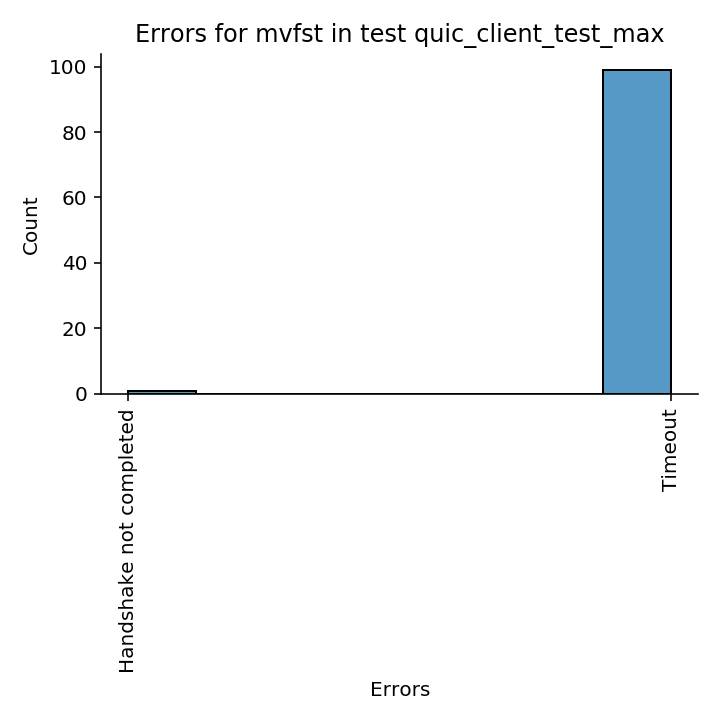 Errors for mvfst in test quic_client_test_max
100
80
60
40
20
0
Count
Handshake not completed
Timeout
Errors